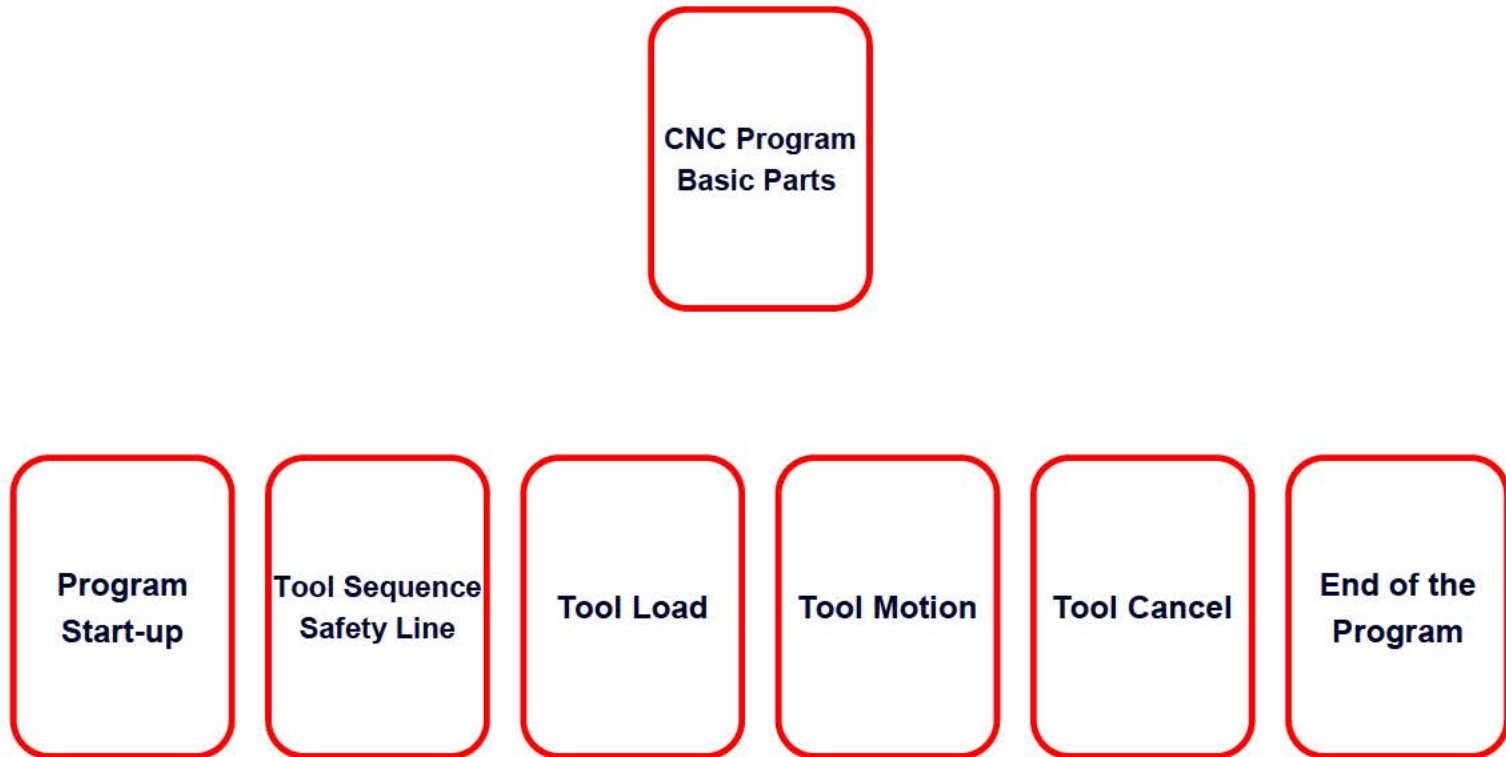 CNC Program
Basic Parts
Program
Start-up
Tool Sequence
Safety Line
Tool Load
Tool Motion
Tool Cancel
End of the
Program